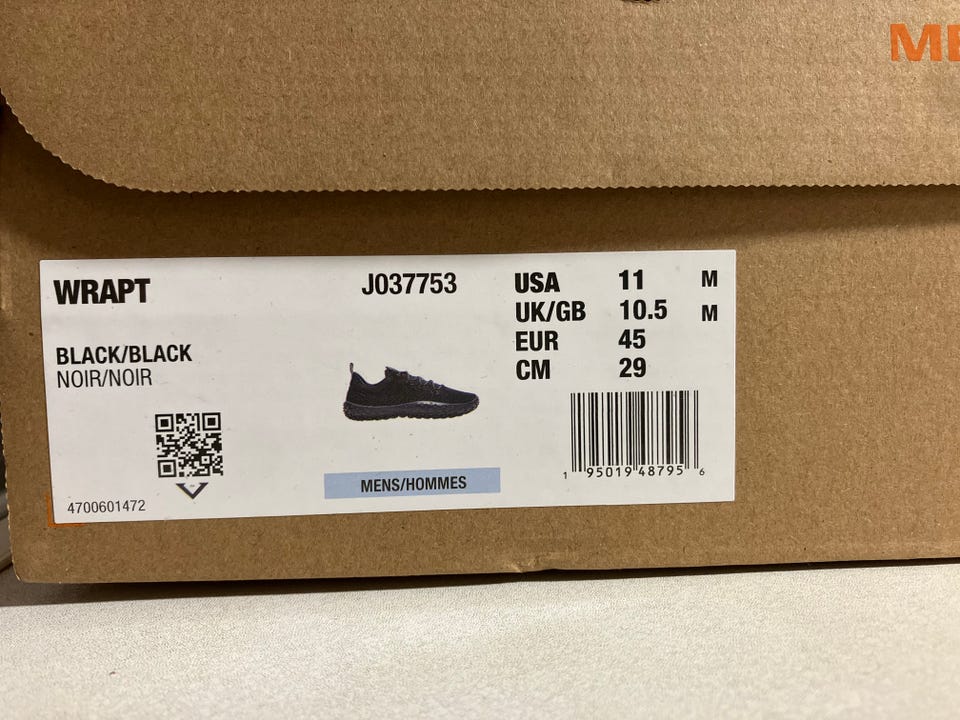 ME
WRAPT
J037753
BLACK/BLACK
NOIR/NOIR
USA 11 M
UK/GB 10.5 M
EUR 45
CM 29
MENS/HOMMES
4700601472
1 95019 48795 6